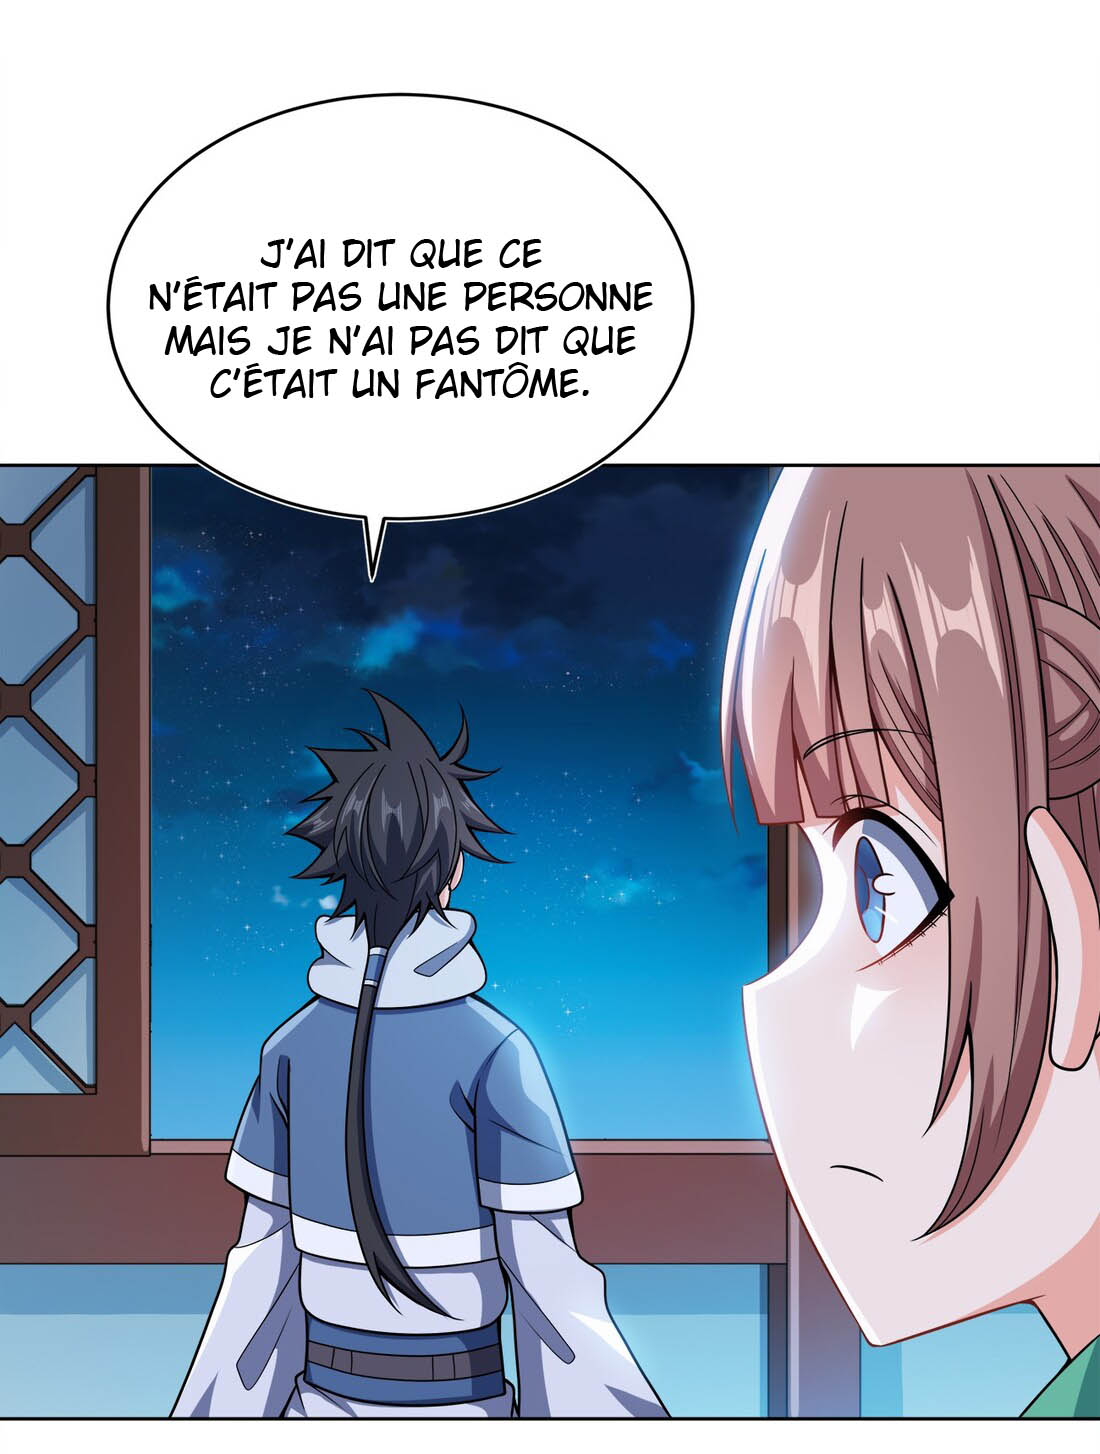 J'AI DIT QUE CE
N'ÉTAIT PAS UNE PERSONNE
MAIS JE N'AI PAS DIT QUE
C'ÉTAIT UN FANTÔME.